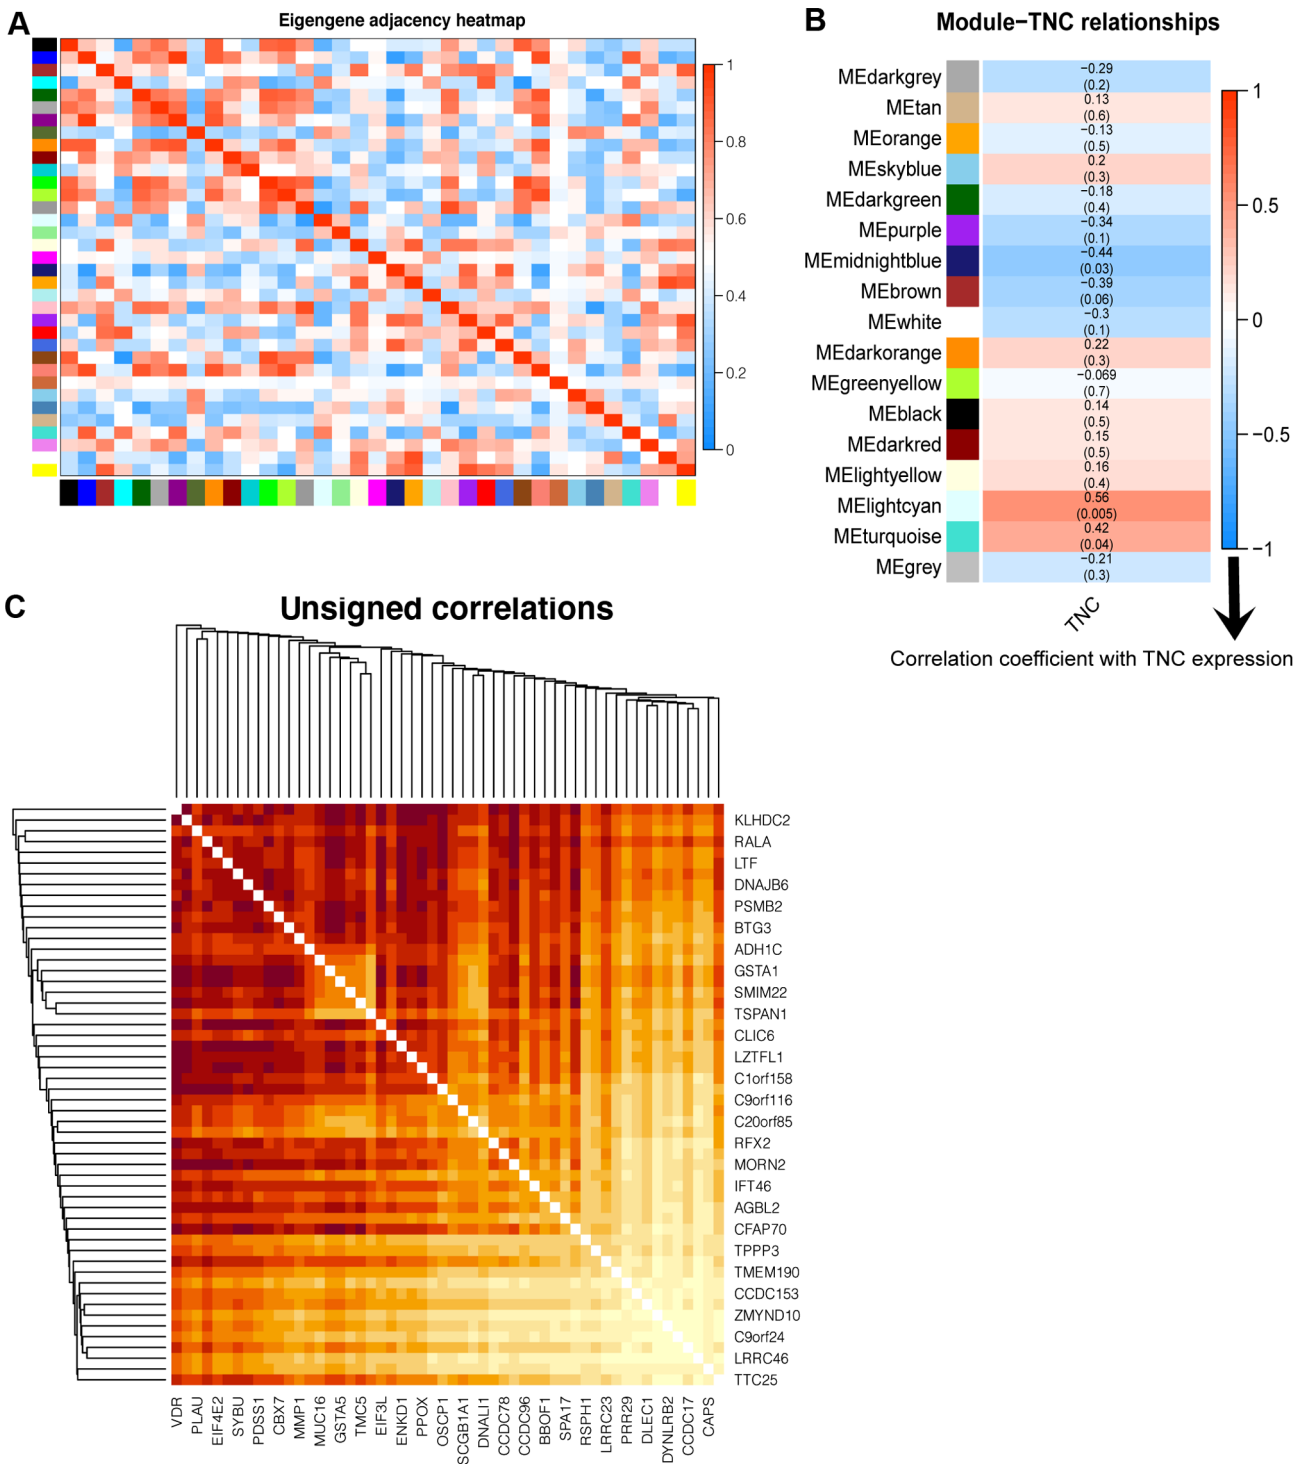 A
Eigengene adjacency heatmap
1
0.8
0.6
0.4
0.2
0
B
Module−TNC relationships
MEdarkgrey
−0.29
(0.2)
MEtan
0.13
(0.6)
MEorange
−0.13
(0.5)
MEskyblue
0.2
(0.3)
MEdarkgreen
−0.18
(0.4)
MEpurple
−0.34
(0.1)
MEmidnightblue
−0.44
(0.03)
MEbrown
−0.39
(0.06)
MEwhite
−0.3
(0.1)
MEdarkorange
0.22
(0.3)
MEgreenyellow
−0.069
(0.7)
MEblack
0.14
(0.5)
MEdarkred
0.15
(0.5)
MElightyellow
0.16
(0.4)
MElightcyan
0.56
(0.005)
MEturquoise
0.42
(0.04)
MEgrey
−0.21
(0.3)
1
0.5
0
−0.5
−1
TNC
Correlation coefficient with TNC expression
C
Unsigned correlations
KLHDC2
RALA
LTF
DNAJB6
PSMB2
BTG3
ADH1C
GSTA1
SMIM22
TSPAN1
CLIC6
LZTFL1
C1orf158
C9orf116
C20orf85
RFX2
MORN2
IFT46
AGBL2
CFAP70
TPPP3
TMEM190
CCDC153
ZMYND10
C9orf24
LRRC46
TTC25
VDR
PLAU
EIF4E2
SYBU
PDSS1
CBX7
MMP1
MUC16
GSTA5
TMC5
EIF3L
ENKD1
PPOX
OSCP1
SCGB1A1
DNALI1
CCDC78
CCDC96
BBOF1
SPA17
RSPH1
LRRC23
PRR29
DLEC1
DYNLRB2
CCDC17
CAPS